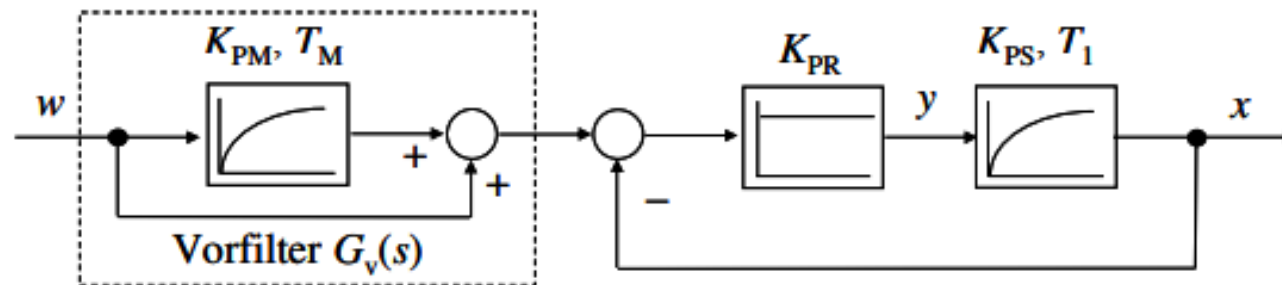 K_PM, T_M
K_PR
K_PS, T_1
w
y
x
+
+
−
Vorfilter G_v(s)